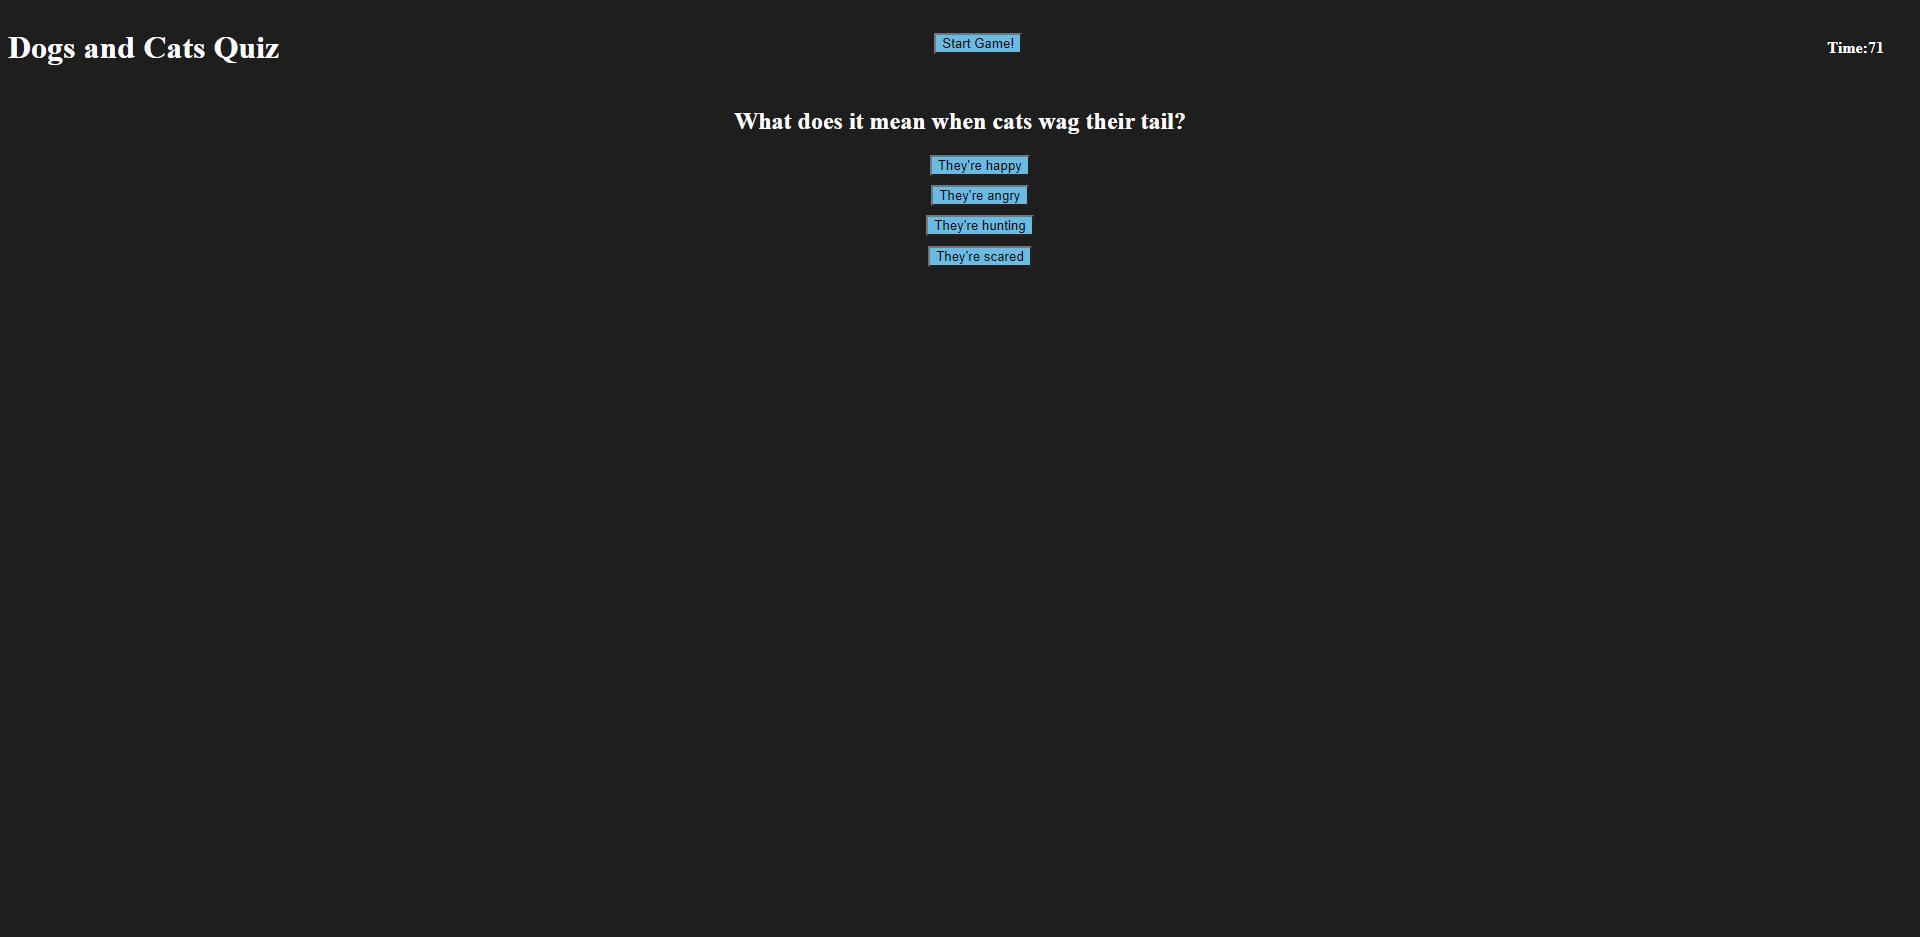 Dogs and Cats Quiz
Start Game!
Time:71
What does it mean when cats wag their tail?
They're happy
They're angry
They're hunting
They're scared